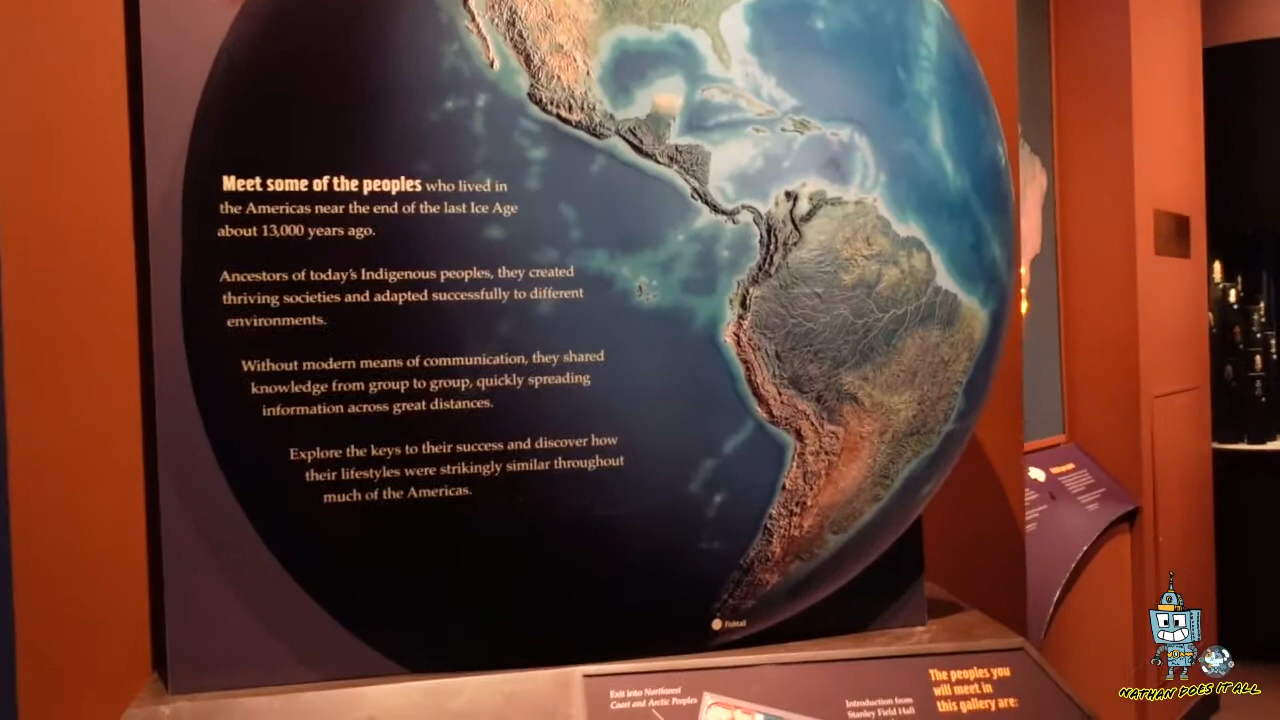 Meet some of the peoples who lived in
the Americas near the end of the last Ice Age
about 13,000 years ago.
Ancestors of today's Indigenous peoples, they created
thriving societies and adapted successfully to different
environments.
Without modern means of communication, they shared
knowledge from group to group, quickly spreading
information across great distances.
Explore the keys to their success and discover how
their lifestyles were strikingly similar throughout
much of the Americas.
Fishtail
Exit into Northwest
Coast and Arctic Peoples
Introduction from
Stanley Field Hall
The peoples you
will meet in
this gallery are:
NATHAN DOES IT ALL